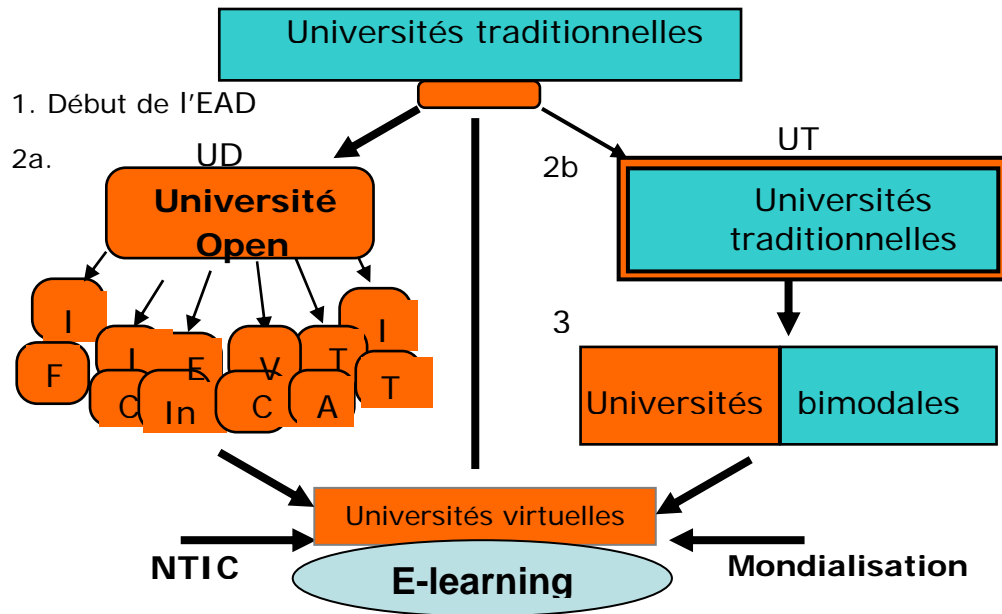 Universités traditionnelles
1. Début de l'EAD
2a.
UD
Université
Open
2b
UT
Universités
traditionnelles
I
F
I
C
E
In
V
C
T
A
I
T
3
Universités bimodales
Universités virtuelles
NTIC
E-learning
Mondialisation